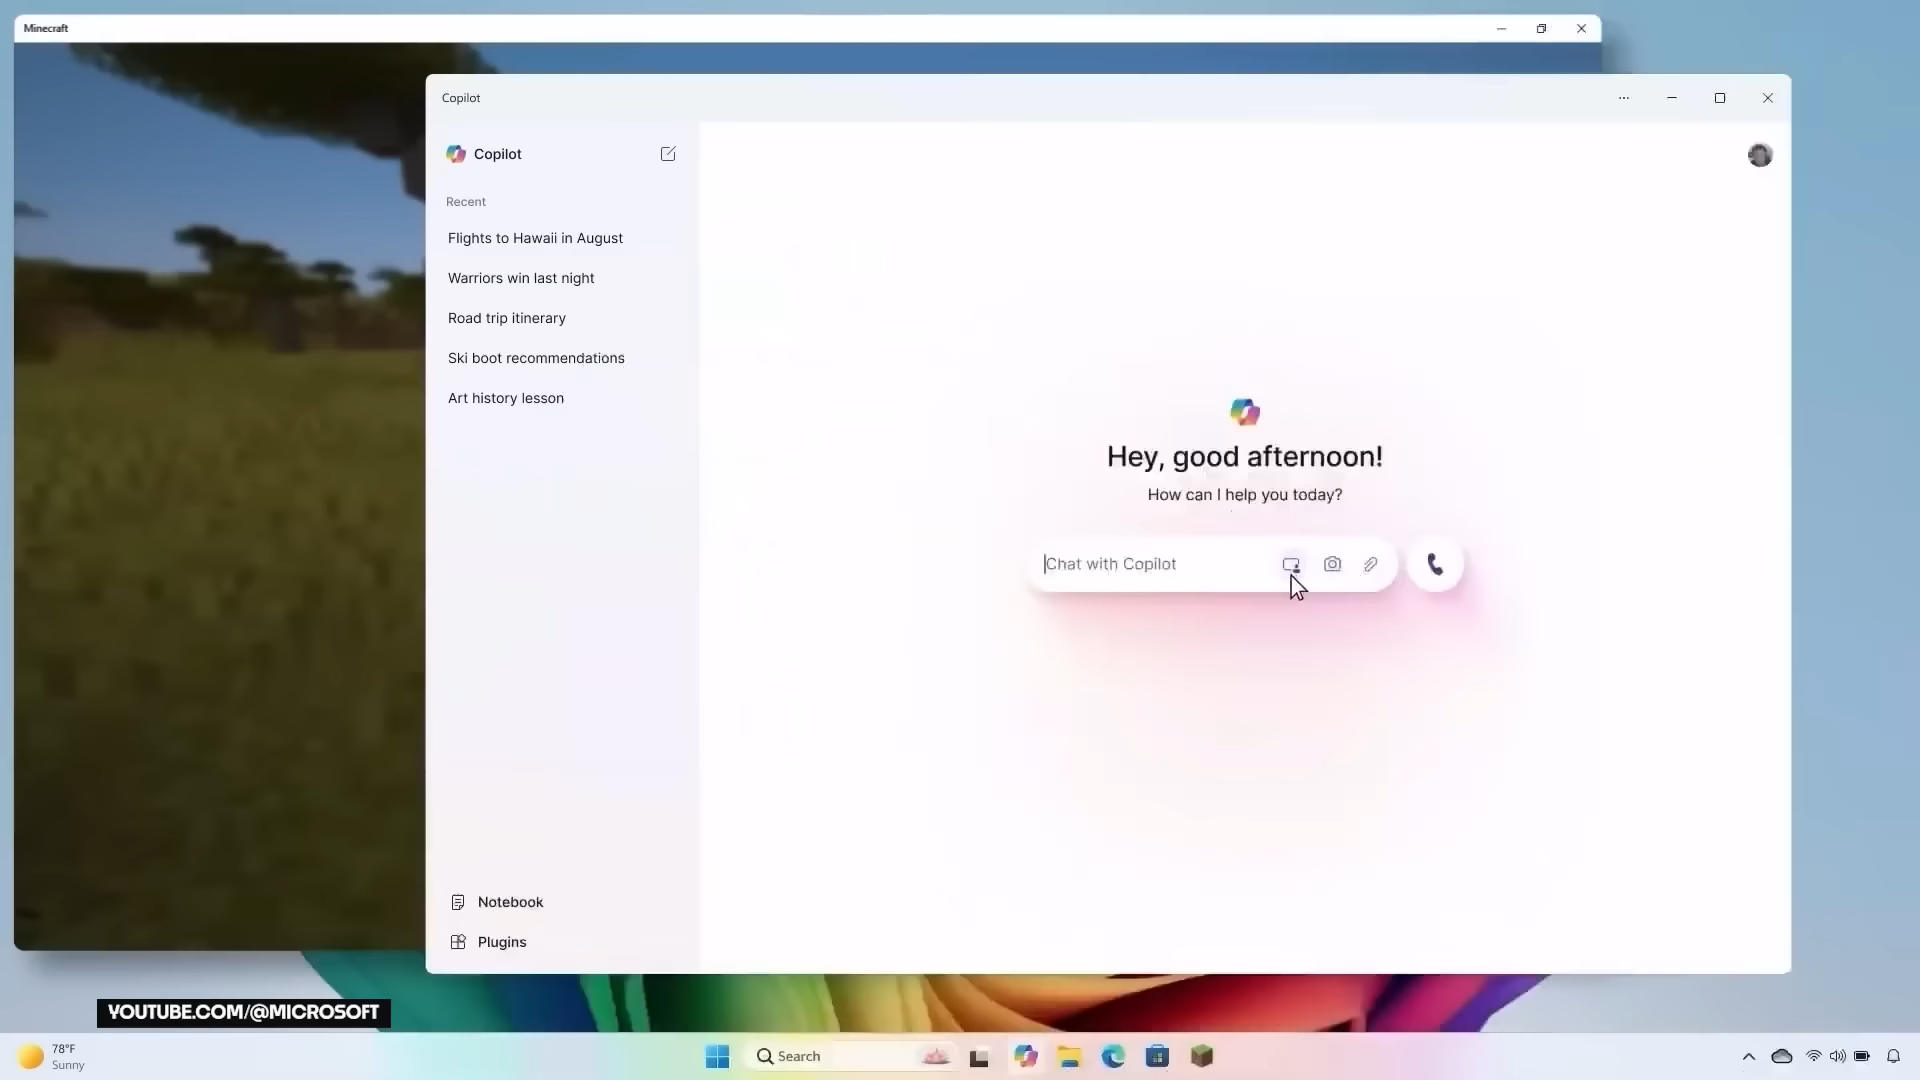 Minecraft
Copilot
Copilot
Recent
Flights to Hawaii in August
Warriors win last night
Road trip itinerary
Ski boot recommendations
Art history lesson
Hey, good afternoon!
How can I help you today?
Chat with Copilot
Notebook
Plugins
YOUTUBE.COM/@MICROSOFT
78°F
Sunny
Search